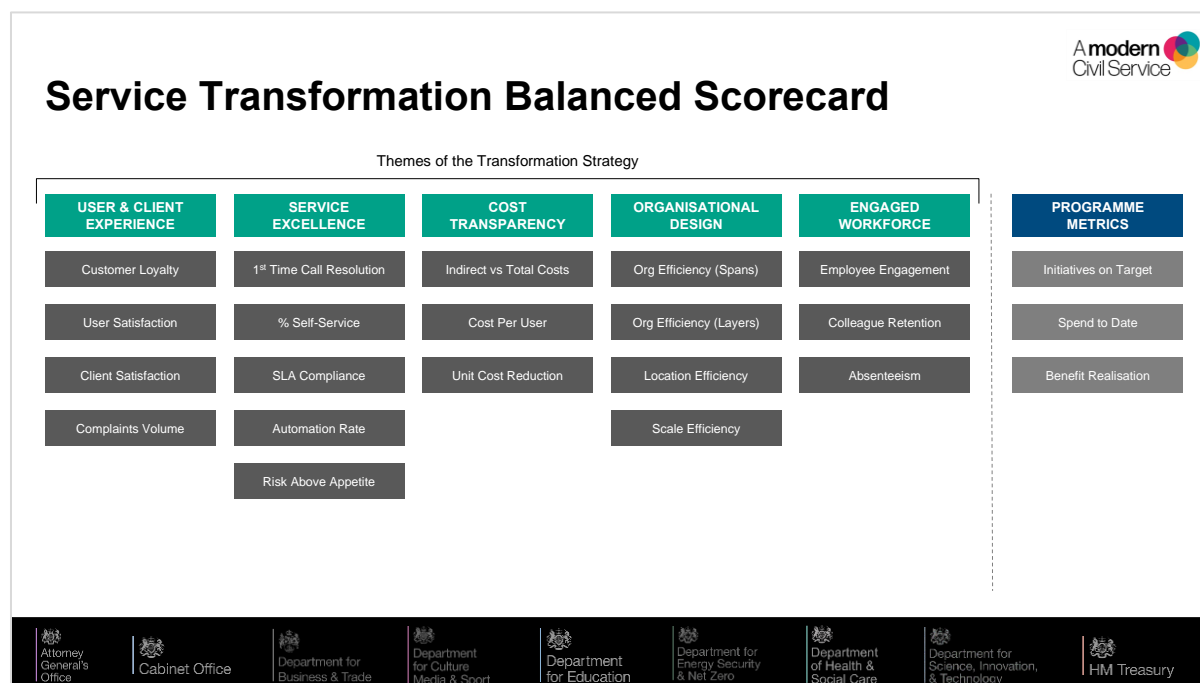 A modern
Civil Service
Service Transformation Balanced Scorecard
Themes of the Transformation Strategy
USER & CLIENT
EXPERIENCE
Customer Loyalty
User Satisfaction
Client Satisfaction
Complaints Volume
SERVICE
EXCELLENCE
1st Time Call Resolution
% Self-Service
SLA Compliance
Automation Rate
Risk Above Appetite
COST
TRANSPARENCY
Indirect vs Total Costs
Cost Per User
Unit Cost Reduction
ORGANISATIONAL
DESIGN
Org Efficiency (Spans)
Org Efficiency (Layers)
Location Efficiency
Scale Efficiency
ENGAGED
WORKFORCE
Employee Engagement
Colleague Retention
Absenteeism
PROGRAMME
METRICS
Initiatives on Target
Spend to Date
Benefit Realisation
Attorney
General's
Office
Cabinet Office
Department for
Business & Trade
Department
for Culture
Media & Sport
Department
for Education
Department for
Energy Security
& Net Zero
Department
of Health &
Social Care
Department for
Science, Innovation,
& Technology
HM Treasury